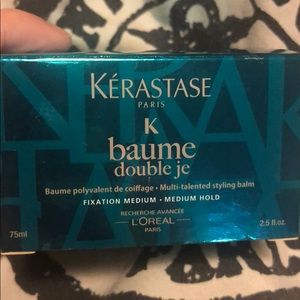 KÉRASTASE
PARIS
K
baume
double je
Baume polyvalent de coiffage • Multi-talented styling balm
FIXATION MEDIUM • MEDIUM HOLD
RECHERCHE AVANCÉE
L'ORÉAL
PARIS
75ml 2.5 fl.oz.